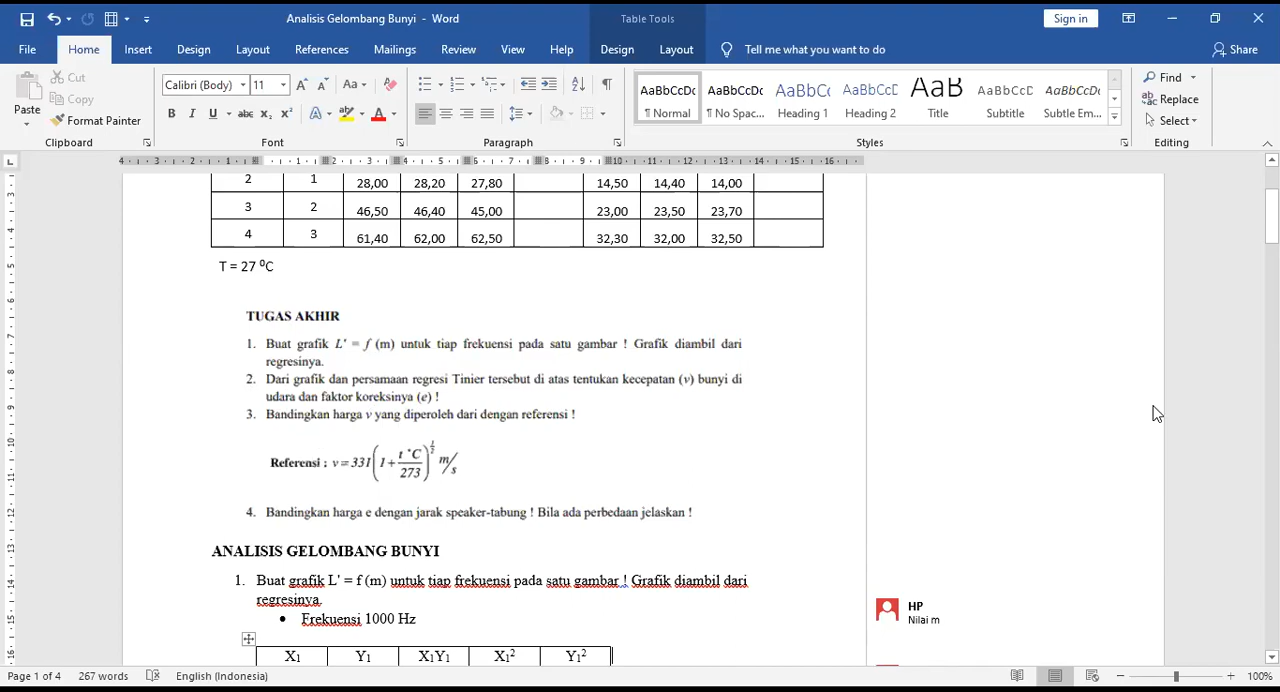 Analisis Gelombang Bunyi - Word
Table Tools
Sign in
File Home Insert Design Layout References Mailings Review View Help Design Layout Tell me what you want to do Share
Paste
Cut
Copy
Format Painter
Clipboard
Calibri (Body) 11
Font
Paragraph
AaBbCcDc AaBbCcDc AaBbCc AaBbCcD AaB AaBbCcD AaBbCcDc
¶ Normal ¶ No Spac... Heading 1 Heading 2 Title Subtitle Subtle Em...
Styles
Find
Replace
Select
Editing
2 1 28,00 28,20 27,80 14,50 14,40 14,00
3 2 46,50 46,40 45,00 23,00 23,50 23,70
4 3 61,40 62,00 62,50 32,30 32,00 32,50
T = 27 ⁰C
TUGAS AKHIR
1. Buat grafik L' = f (m) untuk tiap frekuensi pada satu gambar ! Grafik diambil dari
regresinya.
2. Dari grafik dan persamaan regresi Tinier tersebut di atas tentukan kecepatan (v) bunyi di
udara dan faktor koreksinya (e) !
3. Bandingkan harga v yang diperoleh dari dengan referensi !
Referensi ; v = 331(1 + t °C/273)^1/2 m/s
4. Bandingkan harga e dengan jarak speaker-tabung ! Bila ada perbedaan jelaskan !
ANALISIS GELOMBANG BUNYI
1. Buat grafik L' = f (m) untuk tiap frekuensi pada satu gambar ! Grafik diambil dari
regresinya.
• Frekuensi 1000 Hz
X₁ Y₁ X₁Y₁ X₁² Y₁²
HP
Nilai m
Page 1 of 4 267 words English (Indonesia) 100%